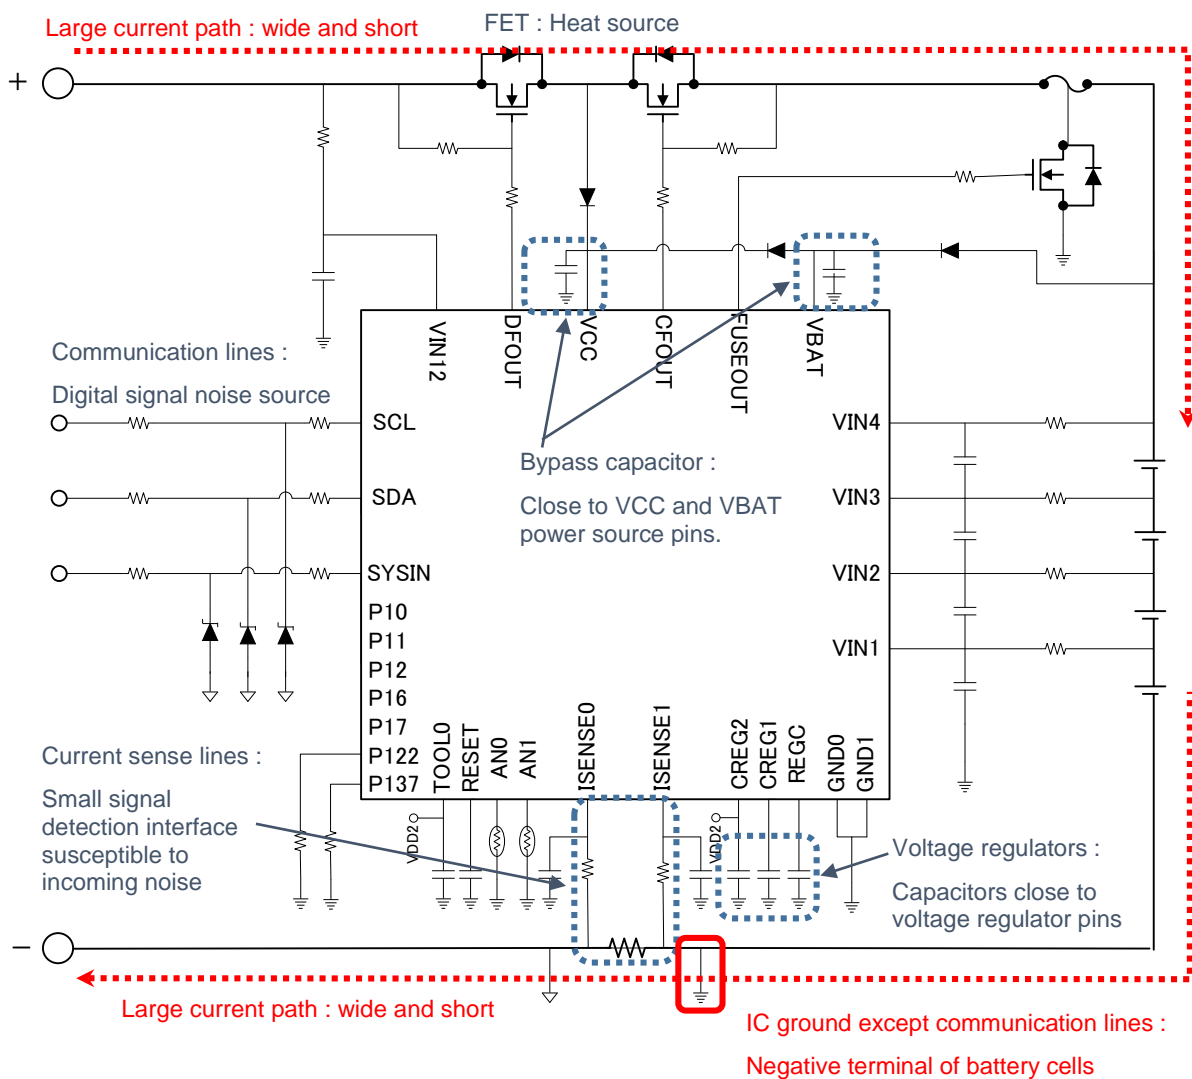 Large current path : wide and short
FET : Heat source
+
VIN12
DFOUT
VCC
CFOUT
FUSEOUT
VBAT
Communication lines :
Digital signal noise source
SCL
SDA
SYSIN
P10
P11
P12
P16
P17
P122
P137
VIN4
VIN3
VIN2
VIN1
Bypass capacitor :
Close to VCC and VBAT
power source pins.
TOOL0
RESET
AN0
AN1
ISENSE0
ISENSE1
CREG2
CREG1
REGC
GND0
GND1
Current sense lines :
Small signal
detection interface
susceptible to
incoming noise
VDD2
VDD2
Voltage regulators :
Capacitors close to
voltage regulator pins
−
Large current path : wide and short
IC ground except communication lines :
Negative terminal of battery cells